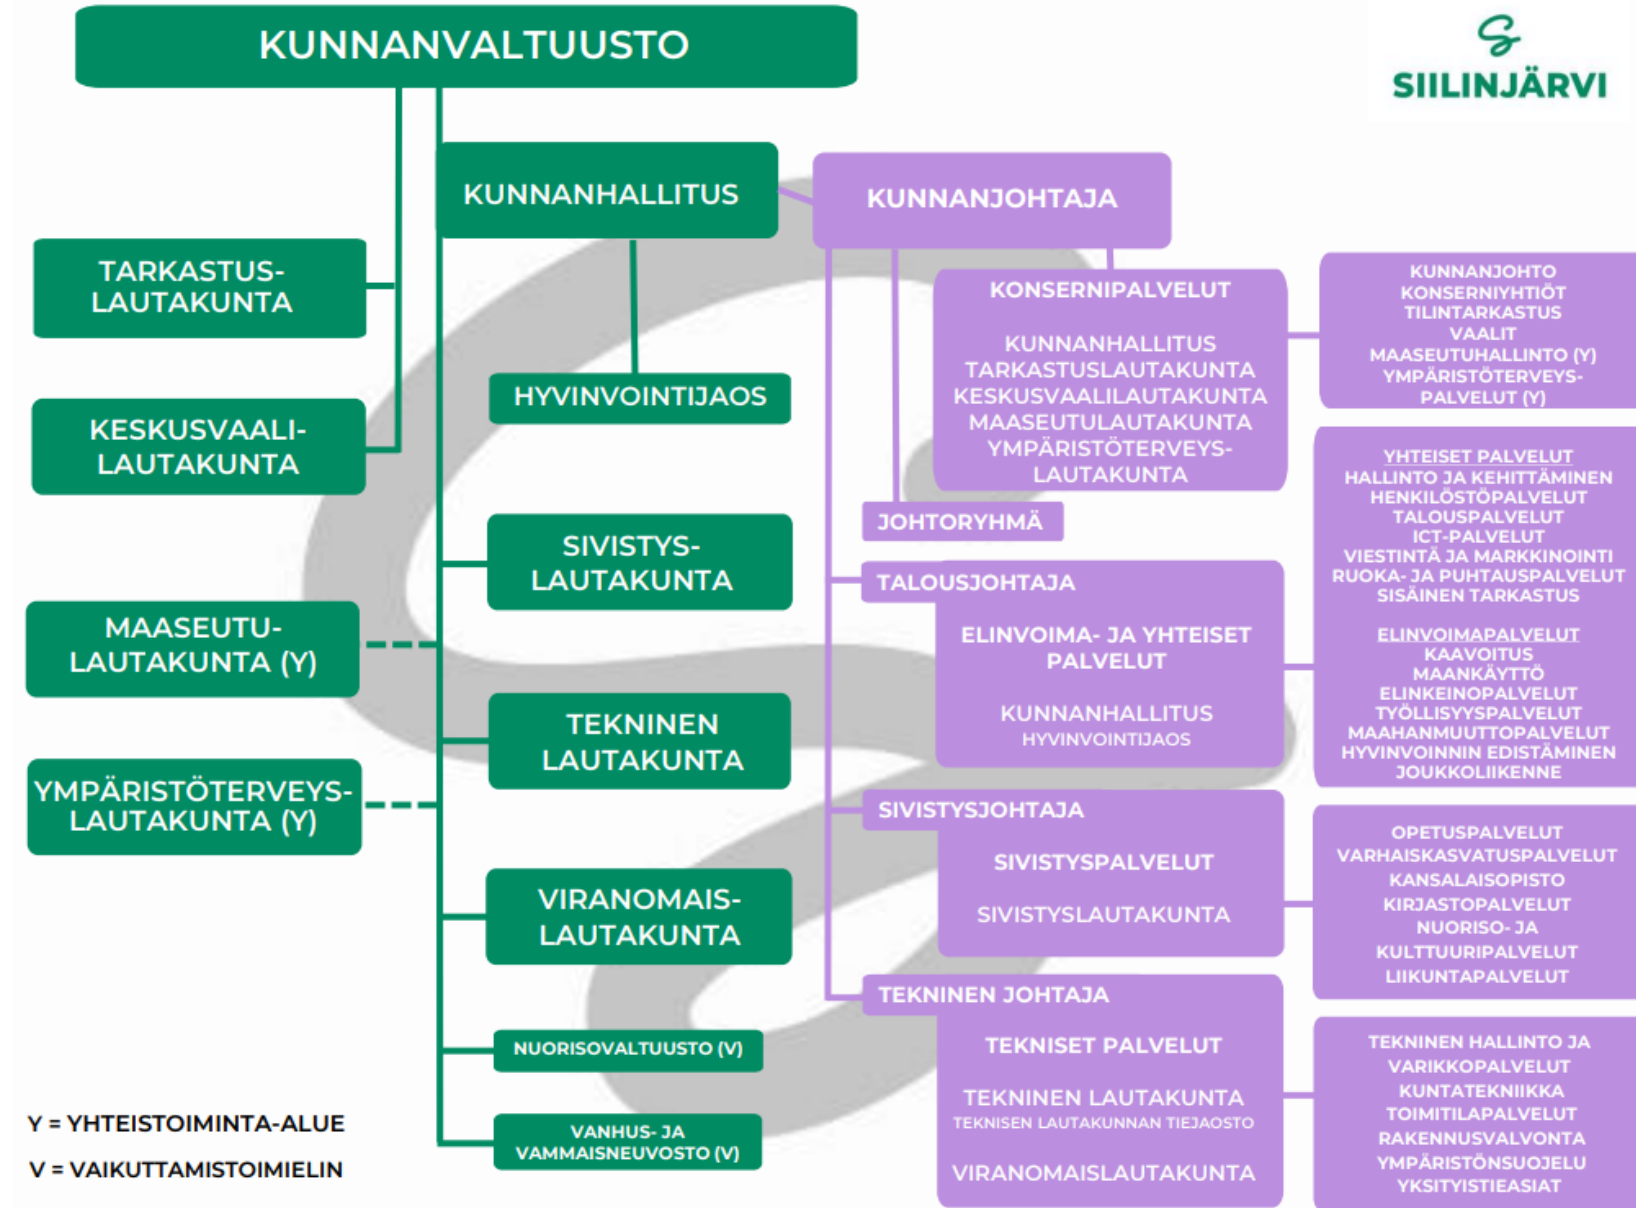 KUNNANVALTUUSTO
SIILINJÄRVI
KUNNANHALLITUS
KUNNANJOHTAJA
TARKASTUS-
LAUTAKUNTA
KESKUSVAALI-
LAUTAKUNTA
MAASEUTU-
LAUTAKUNTA (Y)
YMPÄRISTÖTERVEYS-
LAUTAKUNTA (Y)
HYVINVOINTIJAOS
SIVISTYS-
LAUTAKUNTA
TEKNINEN
LAUTAKUNTA
VIRANOMAIS-
LAUTAKUNTA
NUORISOVALTUUSTO (V)
VANHUS- JA
VAMMAISNEUVOSTO (V)
KONSERNIPALVELUT
KUNNANHALLITUS
TARKASTUSLAUTAKUNTA
KESKUSVAALILAUTAKUNTA
MAASEUTULAUTAKUNTA
YMPÄRISTÖTERVEYS-
LAUTAKUNTA
KUNNANJOHTO
KONSERNIYHTIÖT
TILINTARKASTUS
VAALIT
MAASEUTUHALLINTO (Y)
YMPÄRISTÖTERVEYS-
PALVELUT (Y)
JOHTORYHMÄ
TALOUSJOHTAJA
ELINVOIMA- JA YHTEISET
PALVELUT
KUNNANHALLITUS
HYVINVOINTIJAOS
YHTEISET PALVELUT
HALLINTO JA KEHITTÄMINEN
HENKILÖSTÖPALVELUT
TALOUSPALVELUT
ICT-PALVELUT
VIESTINTÄ JA MARKKINOINTI
RUOKA- JA PUHTAUSPALVELUT
SISÄINEN TARKASTUS
ELINVOIMAPALVELUT
KAAVOITUS
MAANKÄYTTÖ
ELINKEINOPALVELUT
TYÖLLISYYSPALVELUT
MAAHANMUUTTOPALVELUT
HYVINVOINNIN EDISTÄMINEN
JOUKKOLIIKENNE
SIVISTYSJOHTAJA
SIVISTYSPALVELUT
SIVISTYSLAUTAKUNTA
OPETUSPALVELUT
VARHAISKASVATUSPALVELUT
KANSALAISOPISTO
KIRJASTOPALVELUT
NUORISO- JA
KULTTUURIPALVELUT
LIIKUNTAPALVELUT
TEKNINEN JOHTAJA
TEKNISET PALVELUT
TEKNINEN LAUTAKUNTA
TEKNISEN LAUTAKUNNAN TIEJAOSTO
VIRANOMAISLAUTAKUNTA
TEKNINEN HALLINTO JA
VARIKKOPALVELUT
KUNTATEKNIIKKA
TOIMITILAPALVELUT
RAKENNUSVALVONTA
YMPÄRISTÖNSUOJELU
YKSITYISTIEASIAT
Y = YHTEISTOIMINTA-ALUE
V = VAIKUTTAMISTOIMIELIN